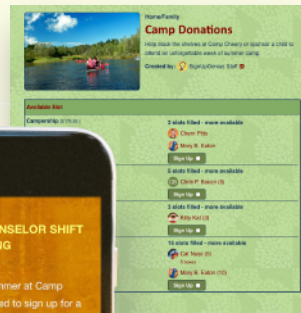 Home/Family
Camp Donations
Help stock the shelves at Camp Cheery or sponsor a child to
attend an unforgettable week of summer camp.
Created by: SignUpGenius Staff
Available Slot
Campership
2 slots filled - more available
Cherri Pitts
Mary B. Eaton
Sign Up
5 slots filled - more available
Chris P. Bacon (5)
Sign Up
3 slots filled - more available
Kitty Kat (3)
Sign Up
16 slots filled - more available
Cat Nass (6)
Mary B. Eaton (10)
Sign Up
NSELOR SHIFT
NG
mmer at Camp
ed to sign up for a